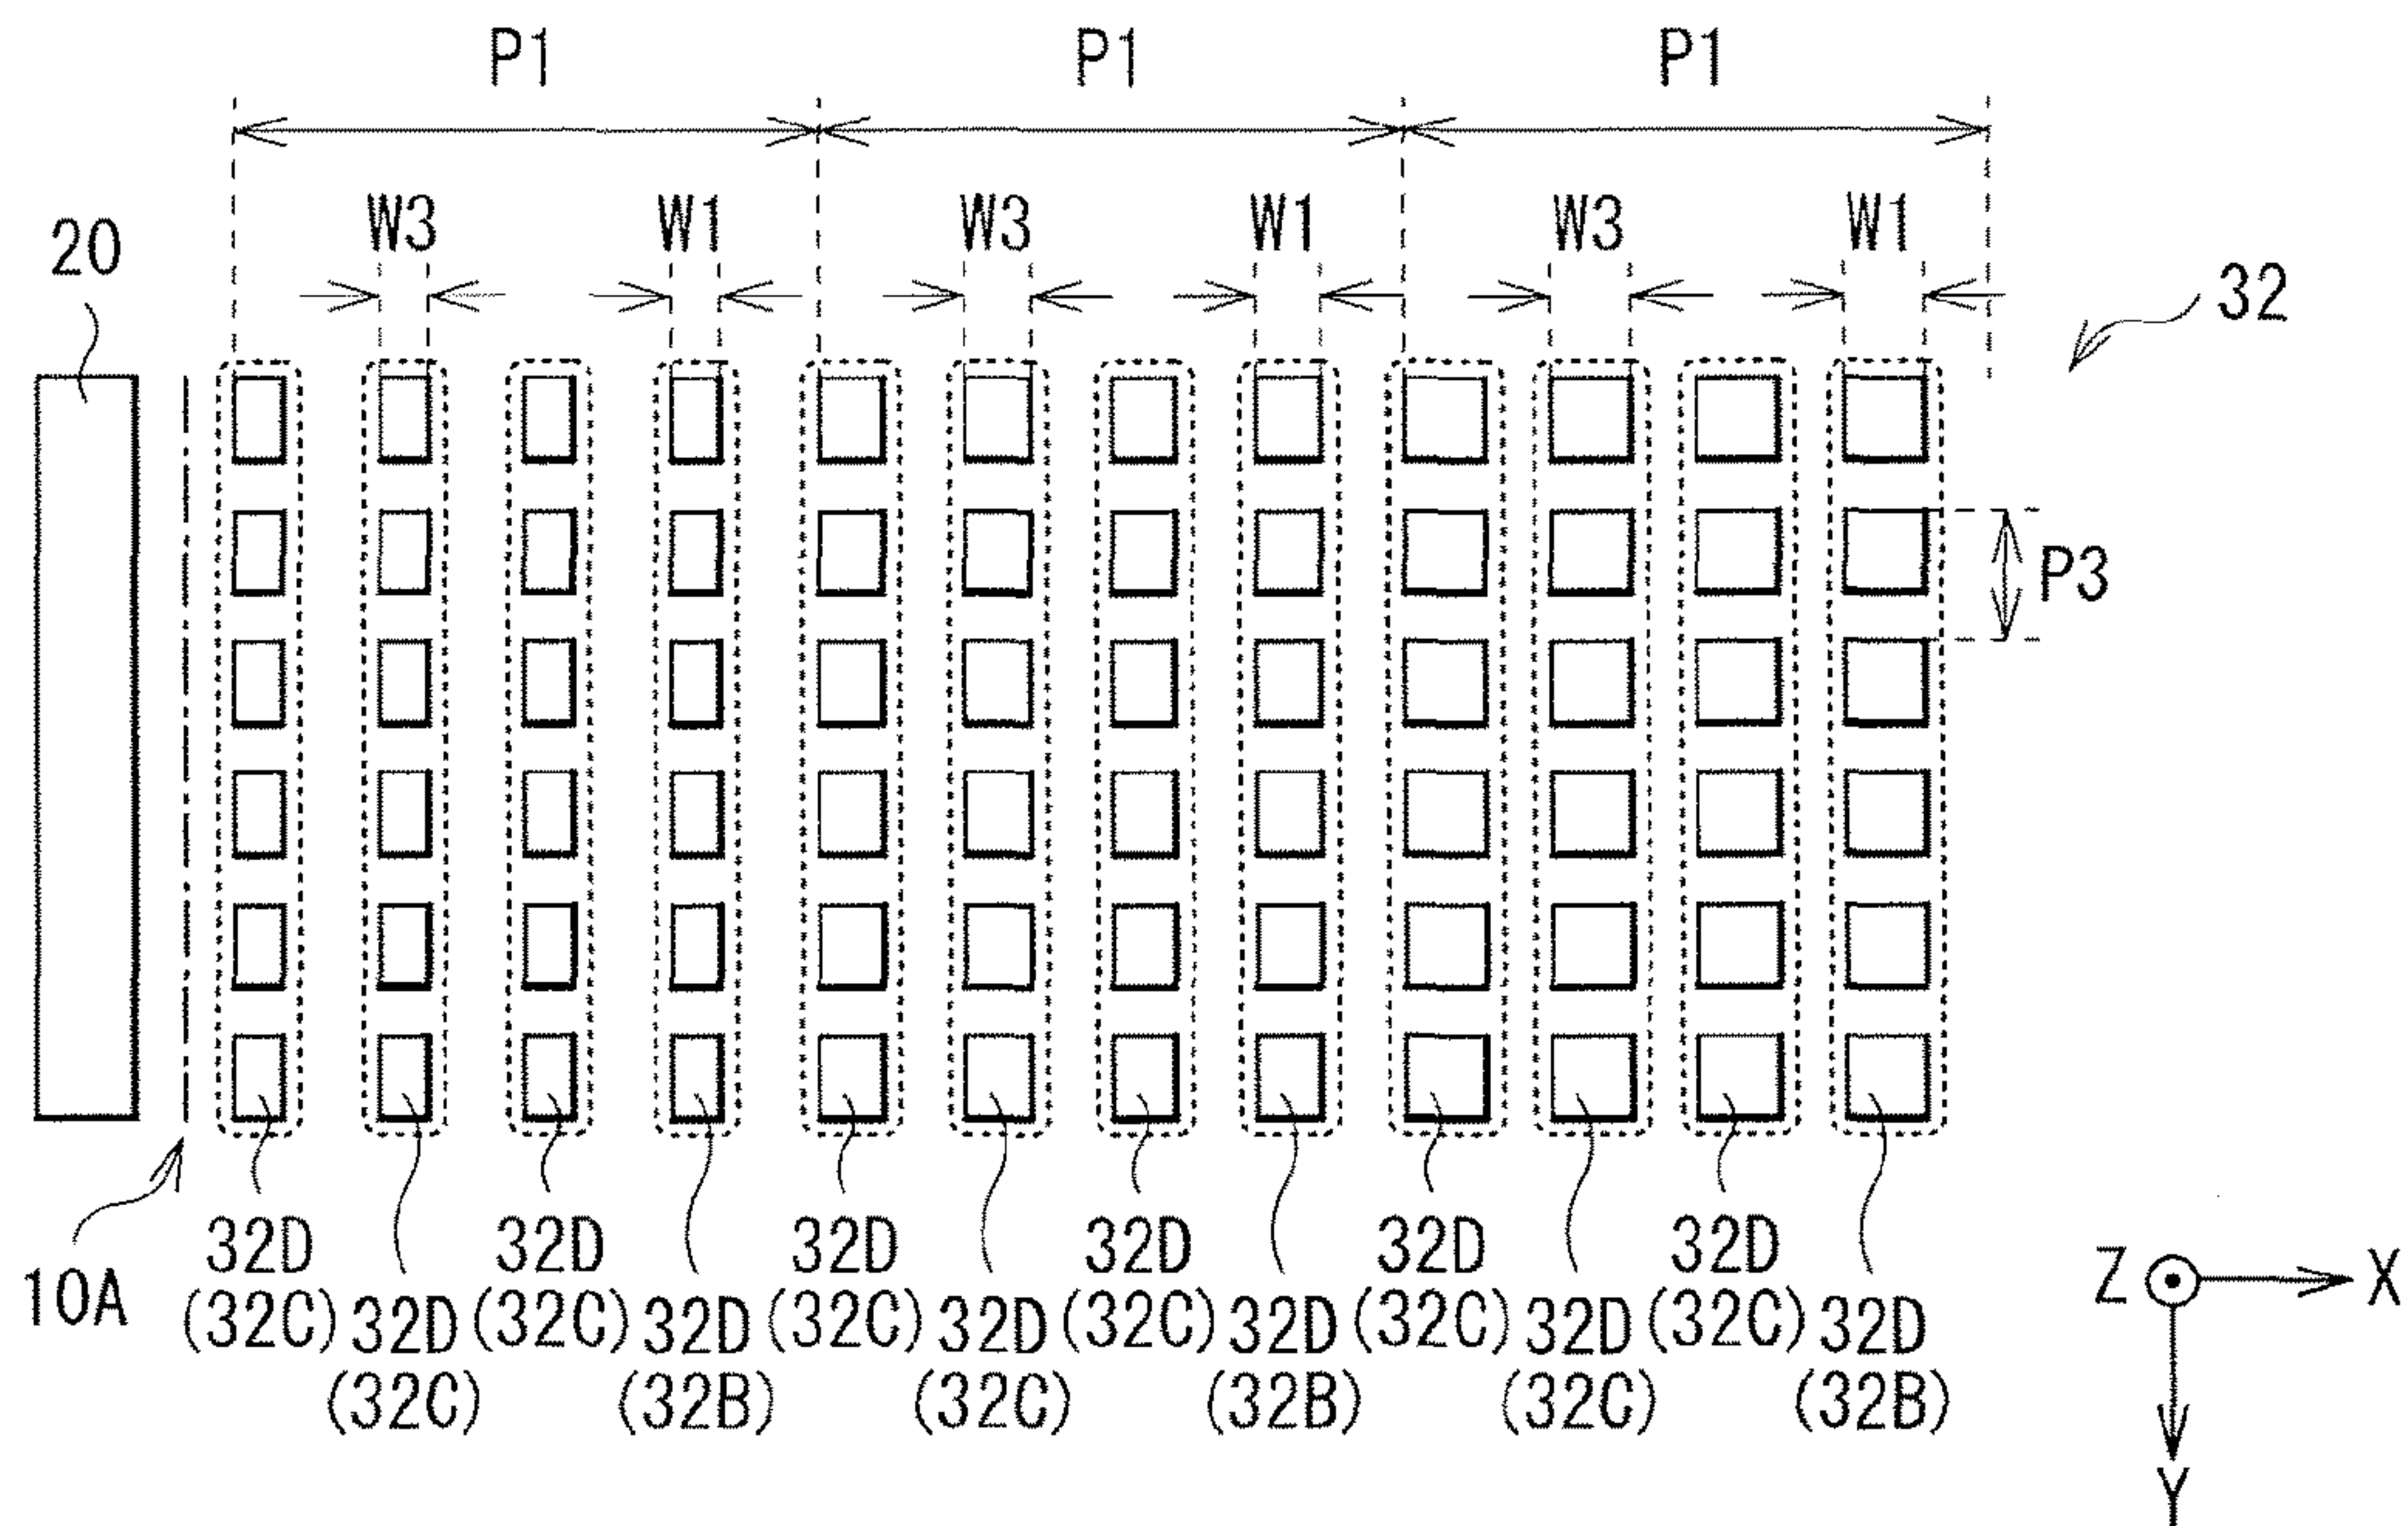 P1 P1 P1
W3 W1 W3 W1 W3 W1
20
32
P3
10A
32D 32D 32D 32D 32D 32D
(32C) (32C) (32C) (32C) (32C) (32C)
32D 32D 32D 32D 32D 32D
(32C) (32B) (32C) (32B) (32C) (32B)
Z X
Y